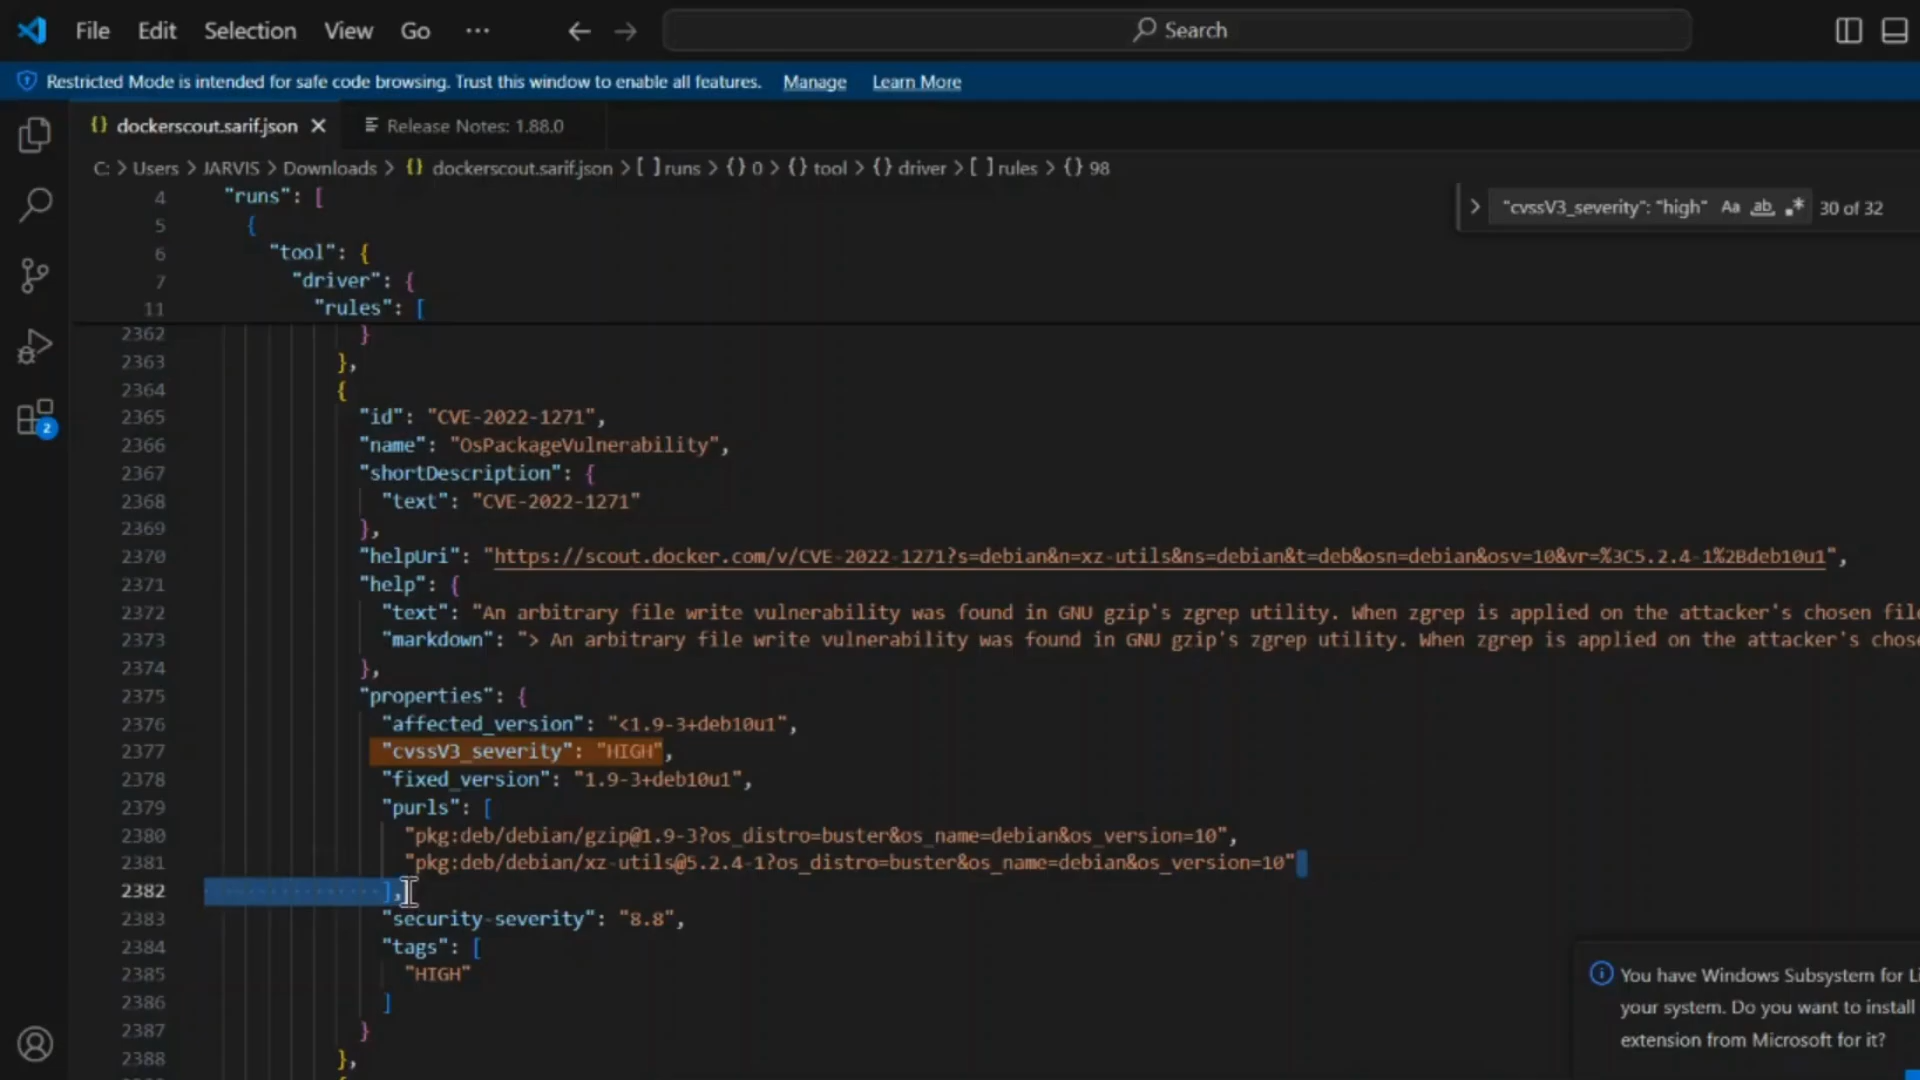 File Edit Selection View Go ··· ← → Search
Restricted Mode is intended for safe code browsing. Trust this window to enable all features. Manage Learn More
{} dockerscout.sarif.json × Release Notes: 1.88.0
C: > Users > JARVIS > Downloads > {} dockerscout.sarif.json > [ ] runs > {} 0 > {} tool > {} driver > [ ] rules > {} 98
4 "runs": [
"cvssV3_severity": "high" Aa ab .* 30 of 32
5 {
6 "tool": {
7 "driver": {
11 "rules": [
2362 }
2363 },
2364 {
2365 "id": "CVE-2022-1271",
2366 "name": "OsPackageVulnerability",
2367 "shortDescription": {
2368 "text": "CVE-2022-1271"
2369 },
2370 "helpUri": "https://scout.docker.com/v/CVE-2022-1271?s=debian&n=xz-utils&ns=debian&t=deb&osn=debian&osv=10&vr=%3C5.2.4-1%2Bdeb10u1",
2371 "help": {
2372 "text": "An arbitrary file write vulnerability was found in GNU gzip's zgrep utility. When zgrep is applied on the attacker's chosen fil
2373 "markdown": "> An arbitrary file write vulnerability was found in GNU gzip's zgrep utility. When zgrep is applied on the attacker's chos
2374 },
2375 "properties": {
2376 "affected_version": "<1.9-3+deb10u1",
2377 "cvssV3_severity": "HIGH",
2378 "fixed_version": "1.9-3+deb10u1",
2379 "purls": [
2380 "pkg:deb/debian/gzip@1.9-3?os_distro=buster&os_name=debian&os_version=10",
2381 "pkg:deb/debian/xz-utils@5.2.4-1?os_distro=buster&os_name=debian&os_version=10"
2382 ],
2383 "security-severity": "8.8",
2384 "tags": [
2385 "HIGH"
2386 ]
2387 }
2388 },
2
You have Windows Subsystem for Li
your system. Do you want to install
extension from Microsoft for it?